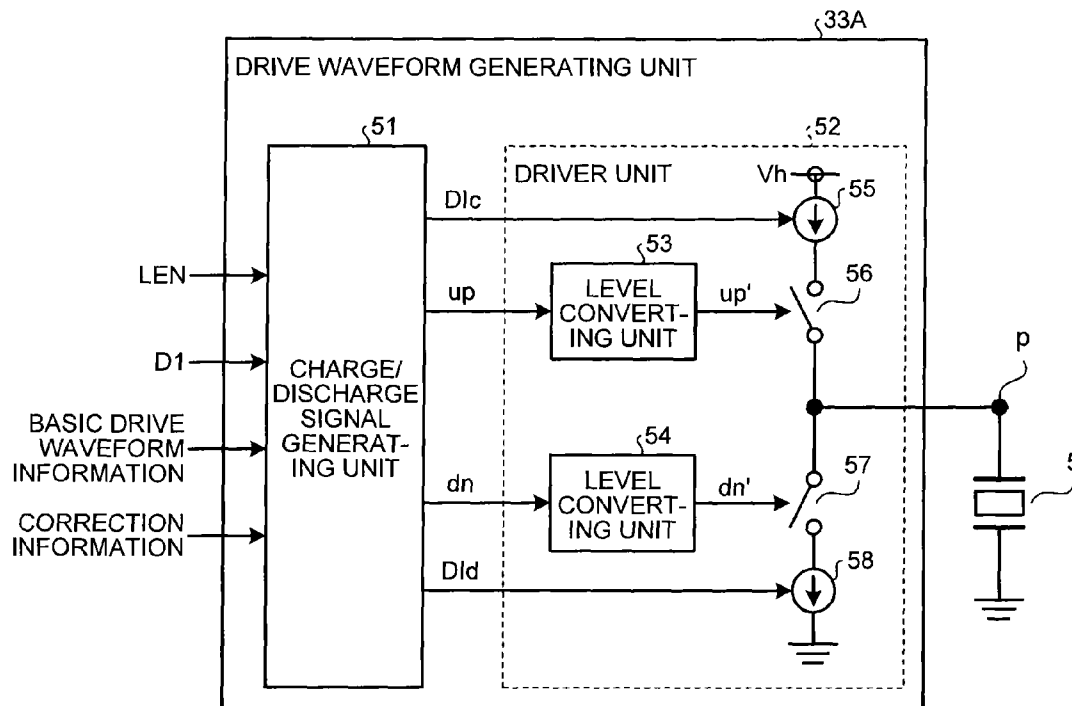 33A
DRIVE WAVEFORM GENERATING UNIT
51
52
DRIVER UNIT
Vh
55
DIc
LEN
53
LEVEL
CONVERT-
ING UNIT
up
up'
56
D1
CHARGE/
DISCHARGE
SIGNAL
GENERAT-
ING UNIT
p
BASIC DRIVE
WAVEFORM
INFORMATION
54
LEVEL
CONVERT-
ING UNIT
dn
dn'
57
5
CORRECTION
INFORMATION
DId
58